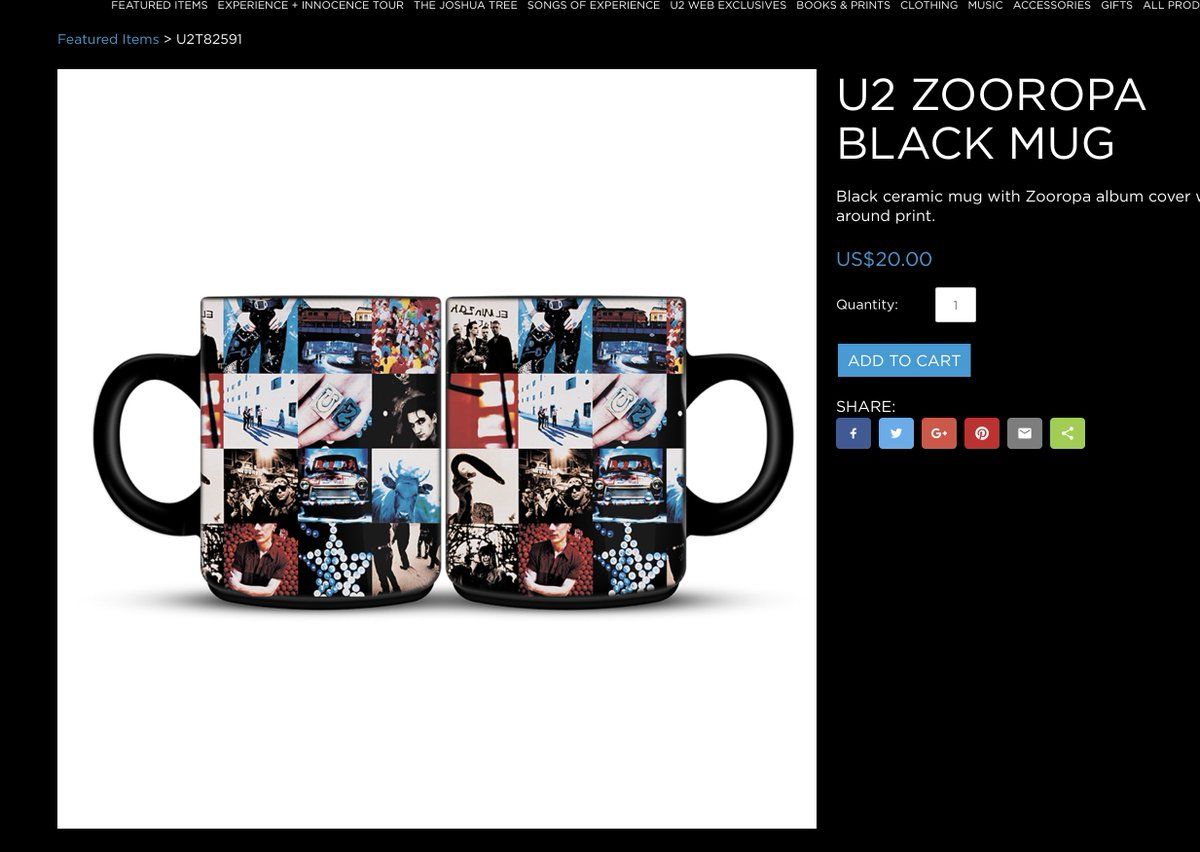 FEATURED ITEMS EXPERIENCE + INNOCENCE TOUR THE JOSHUA TREE SONGS OF EXPERIENCE U2 WEB EXCLUSIVES BOOKS & PRINTS CLOTHING MUSIC ACCESSORIES GIFTS ALL PROD
Featured Items > U2T82591
U2 ZOOROPA
BLACK MUG
Black ceramic mug with Zooropa album cover w
around print.
US$20.00
Quantity: 1
ADD TO CART
SHARE:
U2 U2